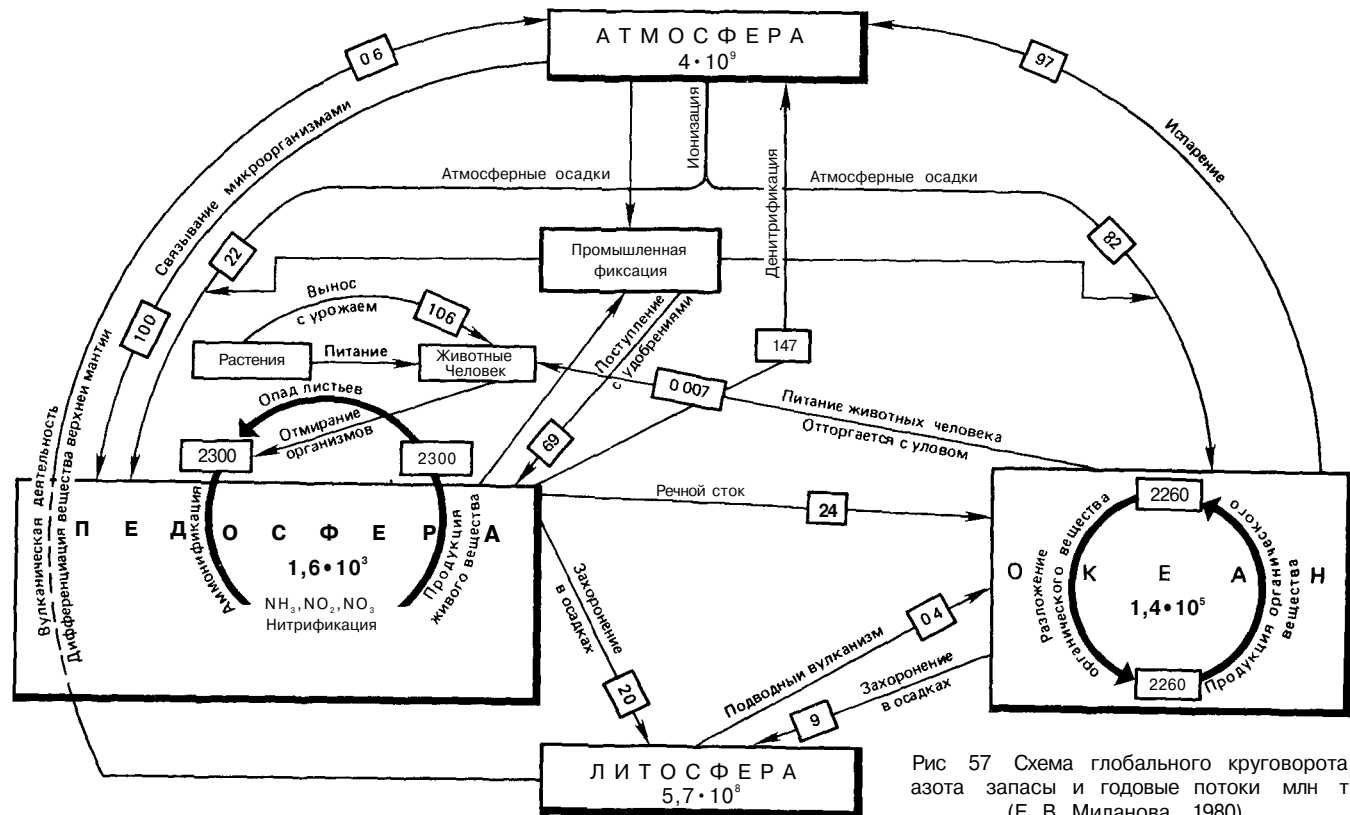 АТМОСФЕРА
4•10⁹
06
97
Испарение
Ионизация
Связывание микроорганизмами
Атмосферные осадки
Атмосферные осадки
Денитрификация
22
82
Промышленная
фиксация
100
Вынос
с урожаем
106
Поступление
с удобрениями
147
Растения
Питание
Животные
Человек
0 007
Питание животных человека
Отторгается с уловом
Опад листьев
Отмирание
организмов
69
2300
2300
Вулканическая деятельность
Дифференциация вещества верхнеи мантии
Речной сток
24
ПЕДОСФЕРА
1,6•10³
Аммонификация
Продукция
живого вещества
NH₃,NO₂,NO₃
Нитрификация
2260
ОКЕАН
1,4•10⁵
Разложение
органического вещества
Продукция органического
вещества
2260
Захоронение
в осадках
20
Подводный вулканизм
04
Захоронение
в осадках
9
ЛИТОСФЕРА
5,7•10⁸
Рис 57 Схема глобального круговорота
азота запасы и годовые потоки млн т
(Е В Миланова 1980)